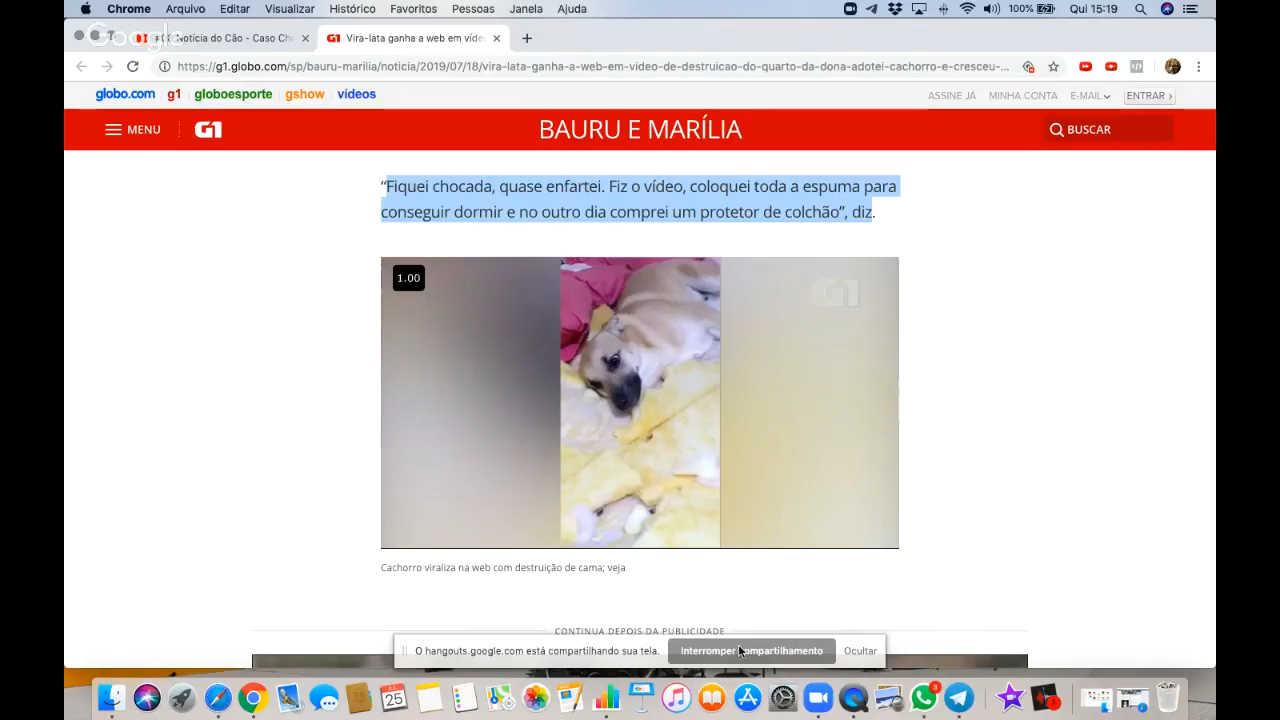 Chrome Arquivo Editar Visualizar Histórico Favoritos Pessoas Janela Ajuda 100% Qui 15:19
Google
Notícia do Cão - Caso Ch
G1 Vira-lata ganha a web em víde
https://g1.globo.com/sp/bauru-marilia/noticia/2019/07/18/vira-lata-ganha-a-web-em-video-de-destruicao-do-quarto-da-dona-adotei-cachorro-e-cresceu-...
globo.com g1 globoesporte gshow vídeos ASSINE JÁ MINHA CONTA E-MAIL ENTRAR ›
MENU G1 BAURU E MARÍLIA BUSCAR
“Fiquei chocada, quase enfartei. Fiz o vídeo, coloquei toda a espuma para
conseguir dormir e no outro dia comprei um protetor de colchão”, diz.
1.00
G1
Cachorro viraliza na web com destruição de cama; veja
CONTINUA DEPOIS DA PUBLICIDADE
O hangouts.google.com está compartilhando sua tela. Interromper compartilhamento Ocultar
25
3